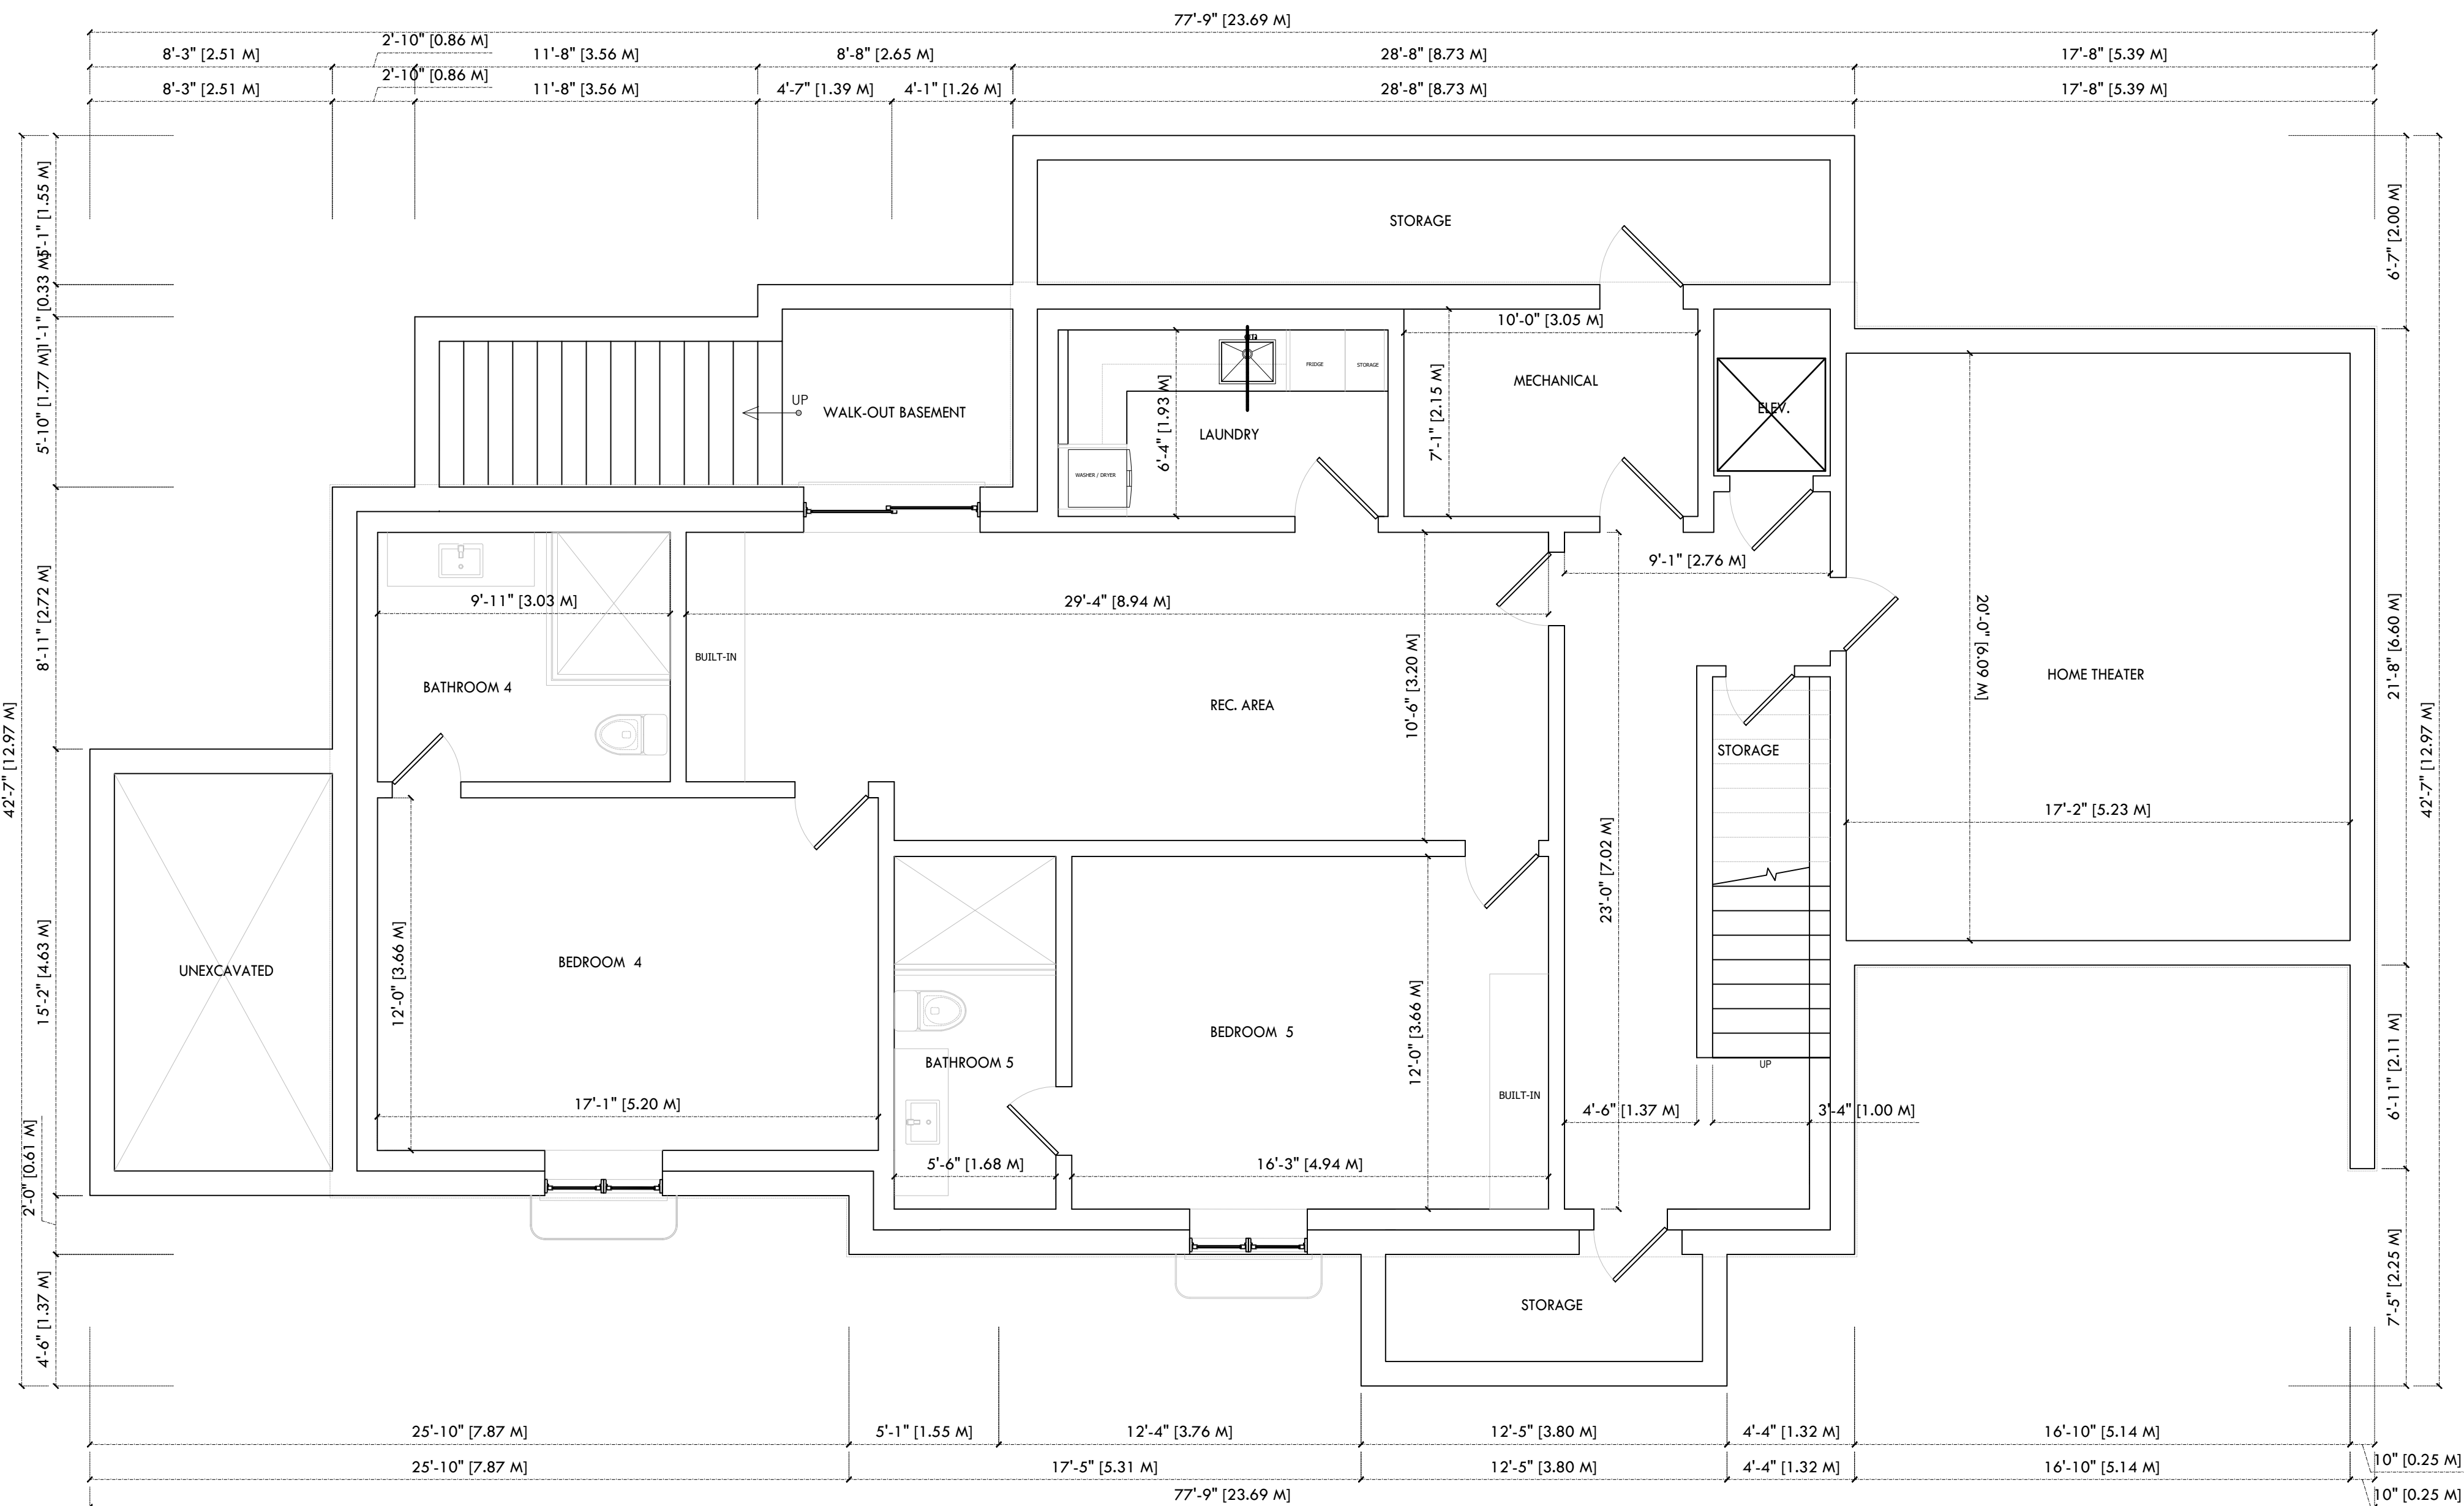 77'-9" [23.69 M]
2'-10" [0.86 M]
8'-3" [2.51 M] 11'-8" [3.56 M] 8'-8" [2.65 M] 28'-8" [8.73 M] 17'-8" [5.39 M]
2'-10" [0.86 M]
8'-3" [2.51 M] 11'-8" [3.56 M] 4'-7" [1.39 M] 4'-1" [1.26 M] 28'-8" [8.73 M] 17'-8" [5.39 M]
5'-1" [1.55 M]
1'-1" [0.33 M]
5'-10" [1.77 M]
8'-11" [2.72 M]
42'-7" [12.97 M]
15'-2" [4.63 M]
2'-0" [0.61 M]
4'-6" [1.37 M]
STORAGE
10'-0" [3.05 M]
MECHANICAL
7'-1" [2.15 M]
FRIDGE
STORAGE
UP
WALK-OUT BASEMENT
6'-4" [1.93 M]
LAUNDRY
WASHER / DRYER
ELEV.
9'-1" [2.76 M]
9'-11" [3.03 M]
29'-4" [8.94 M]
BUILT-IN
BATHROOM 4
REC. AREA
10'-6" [3.20 M]
20'-0" [6.09 M]
HOME THEATER
STORAGE
17'-2" [5.23 M]
23'-0" [7.02 M]
UNEXCAVATED
BEDROOM 4
12'-0" [3.66 M]
17'-1" [5.20 M]
BATHROOM 5
BEDROOM 5
12'-0" [3.66 M]
BUILT-IN
UP
4'-6" [1.37 M]
3'-4" [1.00 M]
5'-6" [1.68 M]
16'-3" [4.94 M]
STORAGE
6'-7" [2.00 M]
21'-8" [6.60 M]
42'-7" [12.97 M]
6'-11" [2.11 M]
7'-5" [2.25 M]
25'-10" [7.87 M] 5'-1" [1.55 M] 12'-4" [3.76 M] 12'-5" [3.80 M] 4'-4" [1.32 M] 16'-10" [5.14 M]
10" [0.25 M]
25'-10" [7.87 M] 17'-5" [5.31 M] 12'-5" [3.80 M] 4'-4" [1.32 M] 16'-10" [5.14 M]
10" [0.25 M]
77'-9" [23.69 M]